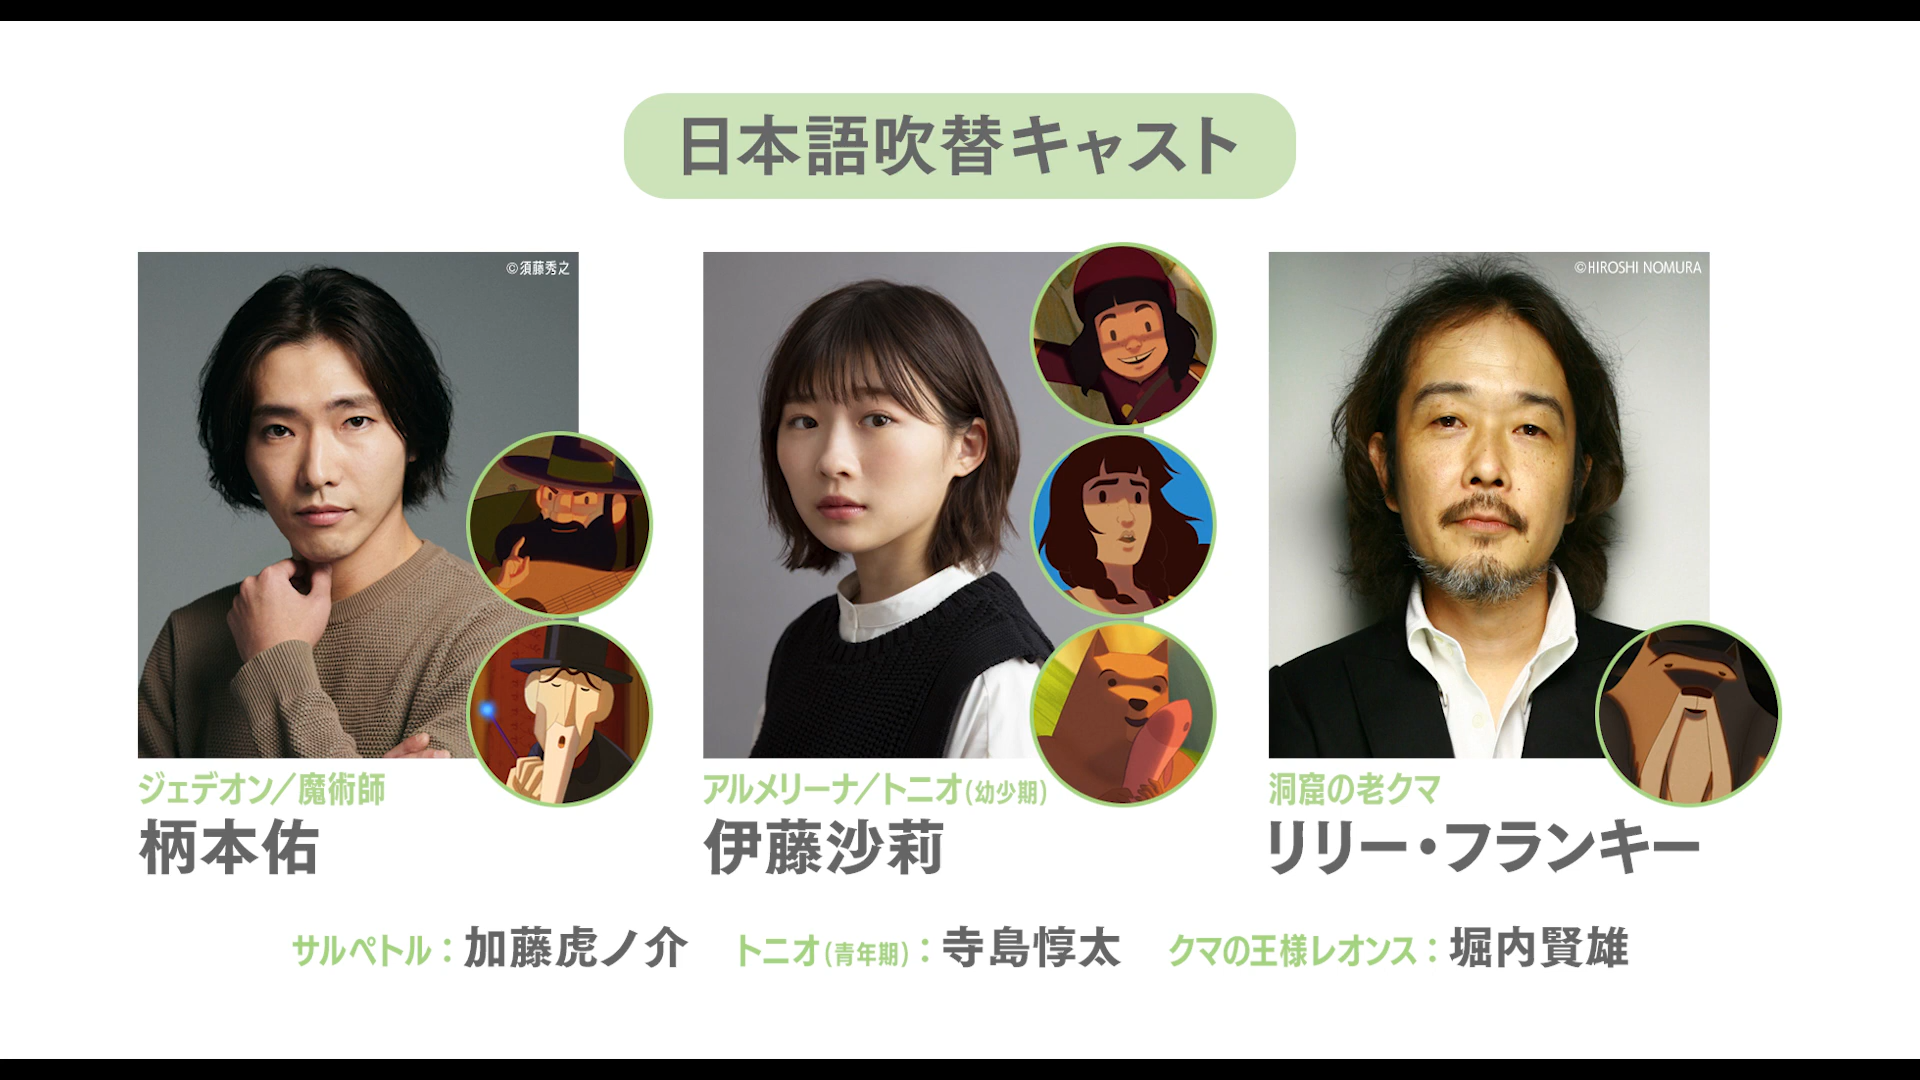 日本語吹替キャスト
©須藤秀之
©HIROSHI NOMURA
ジェデオン／魔術師
柄本佑
アルメリーナ／トニオ(幼少期)
伊藤沙莉
洞窟の老クマ
リリー・フランキー
サルペトル：加藤虎ノ介 トニオ(青年期)：寺島惇太 クマの王様レオンス：堀内賢雄